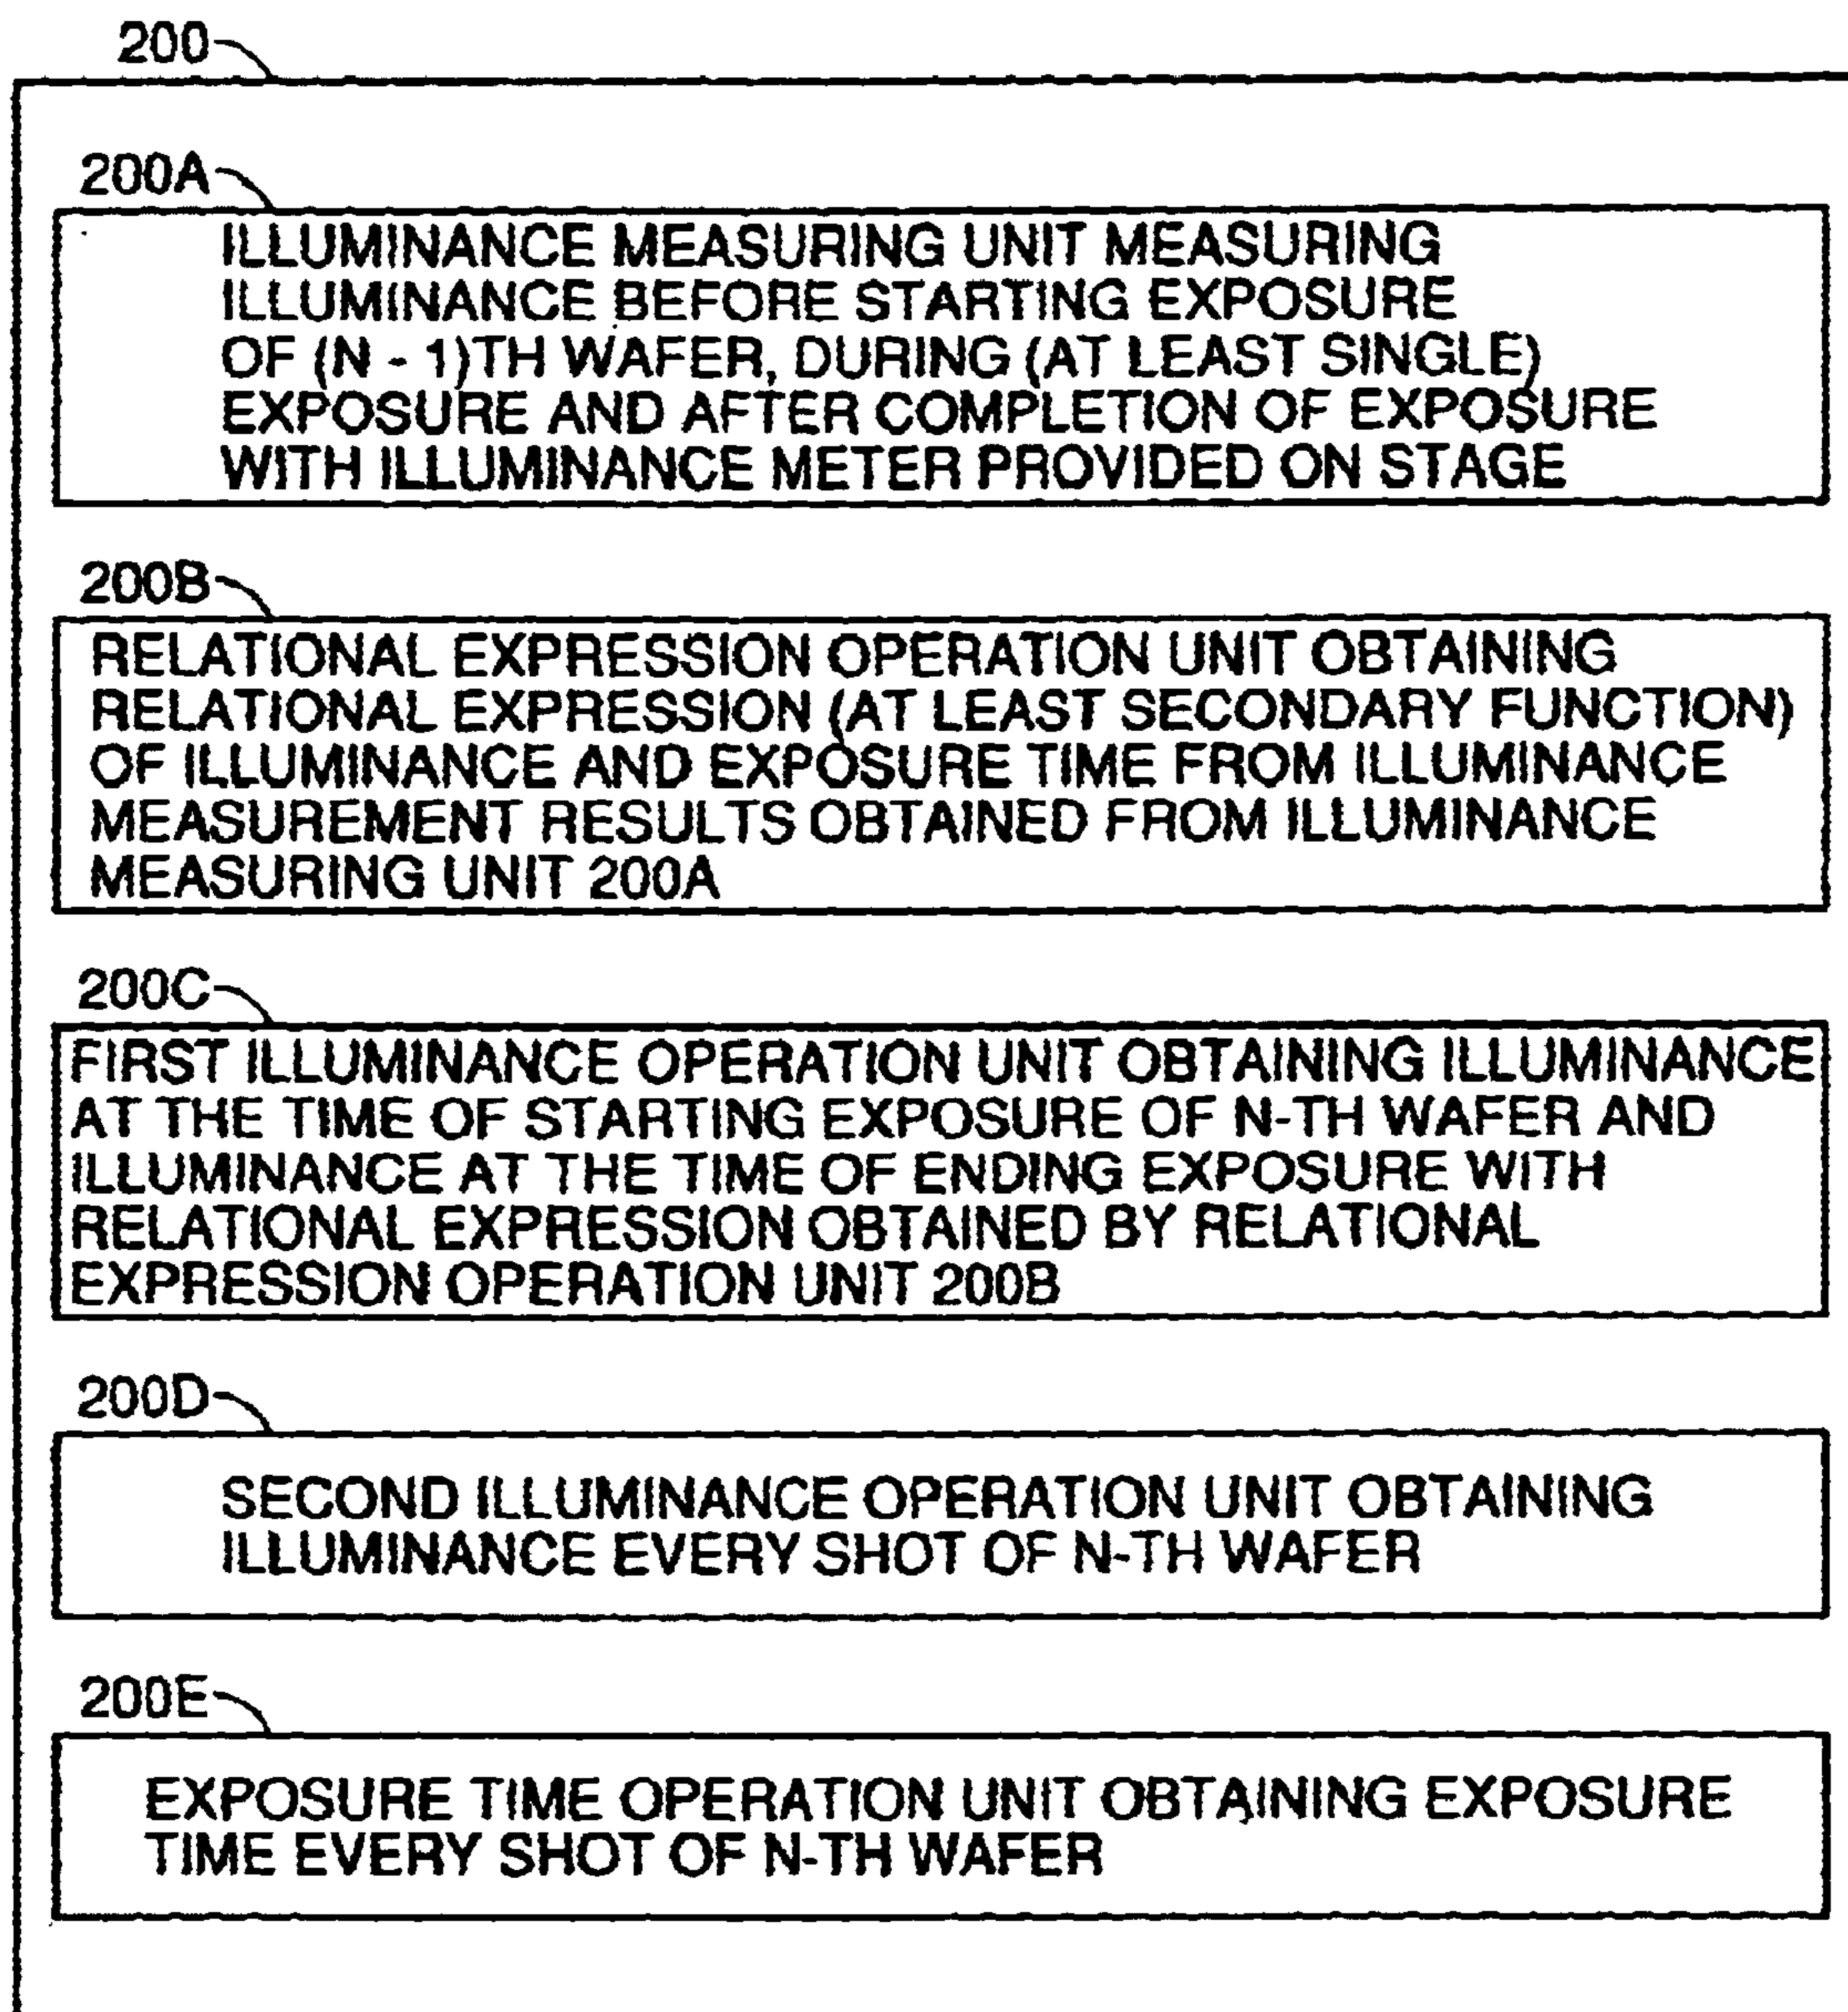 200
200A
ILLUMINANCE MEASURING UNIT MEASURING
ILLUMINANCE BEFORE STARTING EXPOSURE
OF (N - 1)TH WAFER, DURING (AT LEAST SINGLE)
EXPOSURE AND AFTER COMPLETION OF EXPOSURE
WITH ILLUMINANCE METER PROVIDED ON STAGE
200B
RELATIONAL EXPRESSION OPERATION UNIT OBTAINING
RELATIONAL EXPRESSION (AT LEAST SECONDARY FUNCTION)
OF ILLUMINANCE AND EXPOSURE TIME FROM ILLUMINANCE
MEASUREMENT RESULTS OBTAINED FROM ILLUMINANCE
MEASURING UNIT 200A
200C
FIRST ILLUMINANCE OPERATION UNIT OBTAINING ILLUMINANCE
AT THE TIME OF STARTING EXPOSURE OF N-TH WAFER AND
ILLUMINANCE AT THE TIME OF ENDING EXPOSURE WITH
RELATIONAL EXPRESSION OBTAINED BY RELATIONAL
EXPRESSION OPERATION UNIT 200B
200D
SECOND ILLUMINANCE OPERATION UNIT OBTAINING
ILLUMINANCE EVERY SHOT OF N-TH WAFER
200E
EXPOSURE TIME OPERATION UNIT OBTAINING EXPOSURE
TIME EVERY SHOT OF N-TH WAFER